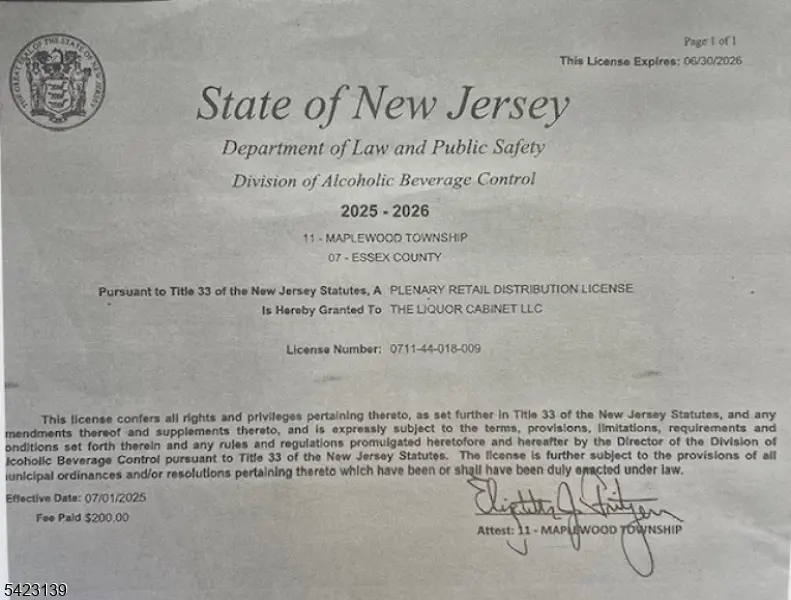 Page 1 of 1
This License Expires: 06/30/2026
THE GREAT SEAL OF THE STATE OF NEW JERSEY
State of New Jersey
Department of Law and Public Safety
Division of Alcoholic Beverage Control
2025 - 2026
11 - MAPLEWOOD TOWNSHIP
07 - ESSEX COUNTY
Pursuant to Title 33 of the New Jersey Statutes, A PLENARY RETAIL DISTRIBUTION LICENSE
Is Hereby Granted To THE LIQUOR CABINET LLC
License Number: 0711-44-018-009
This license confers all rights and privileges pertaining thereto, as set further in Title 33 of the New Jersey Statutes, and any
mendments thereof and supplements thereto, and is expressly subject to the terms, provisions, limitations, requirements and
onditions set forth therein and any rules and regulations promulgated heretofore and hereafter by the Director of the Division of
lcoholic Beverage Control pursuant to Title 33 of the New Jersey Statutes. The license is further subject to the provisions of all
unicipal ordinances and/or resolutions pertaining thereto which have been or shall have been duly enacted under law.
Effective Date: 07/01/2025
Fee Paid $200.00
Attest: 11 - MAPLEWOOD TOWNSHIP
5423139